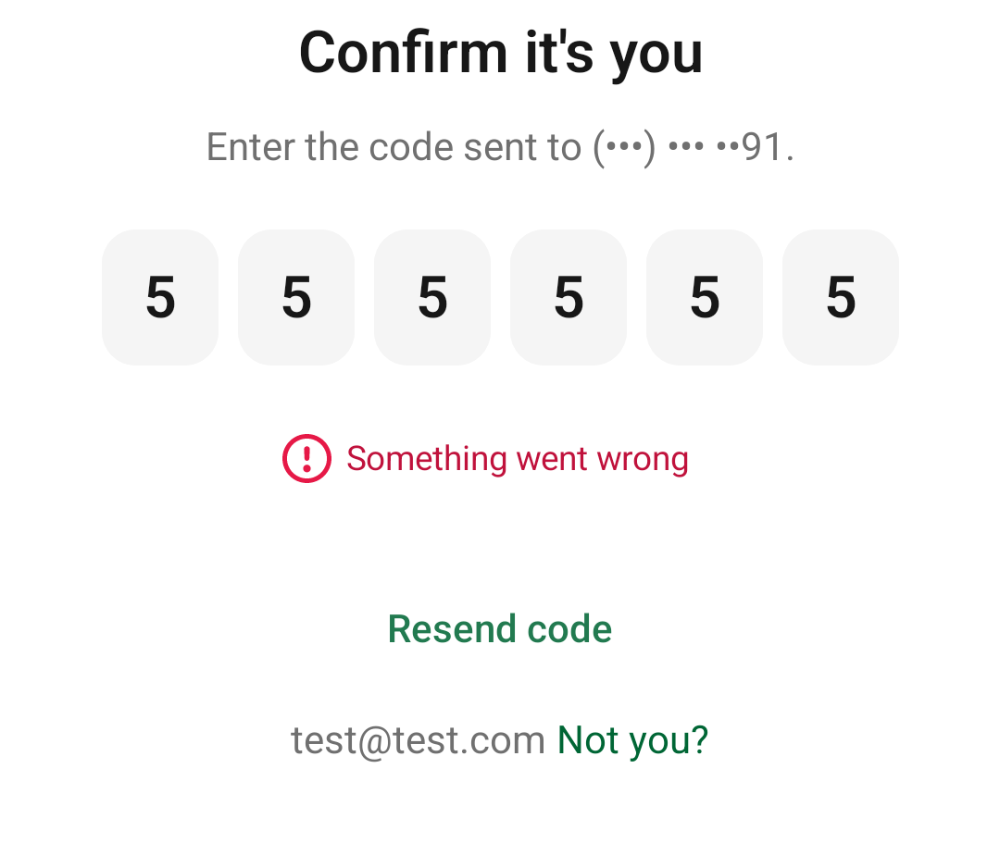 Confirm it's you
Enter the code sent to (•••) ••• ••91.
5 5 5 5 5 5
Something went wrong
Resend code
test@test.com Not you?